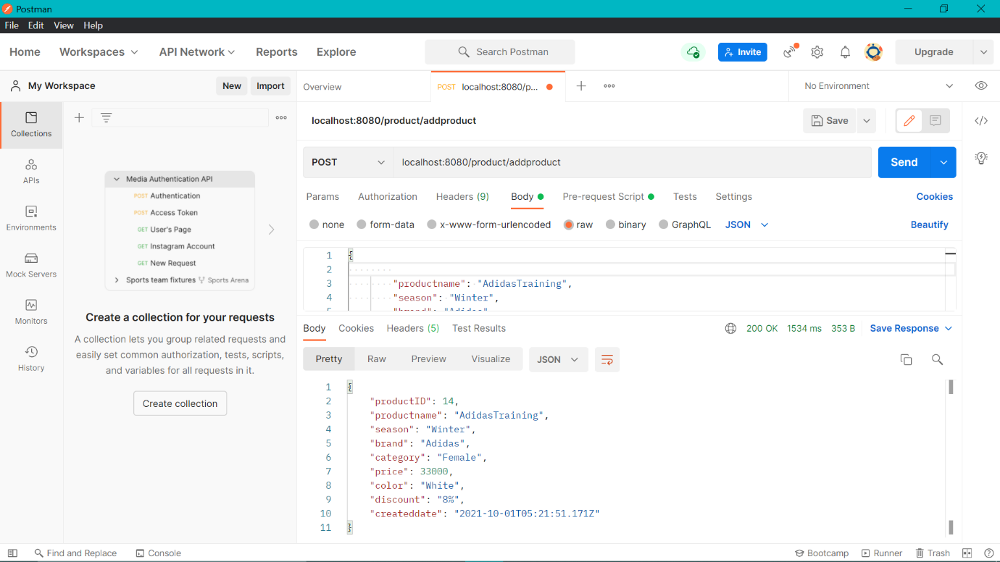 Postman
File Edit View Help
Home Workspaces API Network Reports Explore Search Postman Invite Upgrade
My Workspace New Import Overview POST localhost:8080/p... No Environment
Collections
APIs
Environments
Mock Servers
Monitors
History
Media Authentication API
POST Authentication
POST Access Token
GET User's Page
GET Instagram Account
GET New Request
Sports team fixtures Sports Arena
Create a collection for your requests
A collection lets you group related requests and
easily set common authorization, tests, scripts,
and variables for all requests in it.
Create collection
localhost:8080/product/addproduct Save
POST localhost:8080/product/addproduct Send
Params Authorization Headers (9) Body Pre-request Script Tests Settings Cookies
none form-data x-www-form-urlencoded raw binary GraphQL JSON Beautify
1 {
2
3 "productname": "AdidasTraining",
4 "season": "Winter",
5 "brand": "Adidas"
Body Cookies Headers (5) Test Results 200 OK 1534 ms 353 B Save Response
Pretty Raw Preview Visualize JSON
1 {
2 "productID": 14,
3 "productname": "AdidasTraining",
4 "season": "Winter",
5 "brand": "Adidas",
6 "category": "Female",
7 "price": 33000,
8 "color": "White",
9 "discount": "8%",
10 "createddate": "2021-10-01T05:21:51.171Z"
11 }
Find and Replace Console Bootcamp Runner Trash